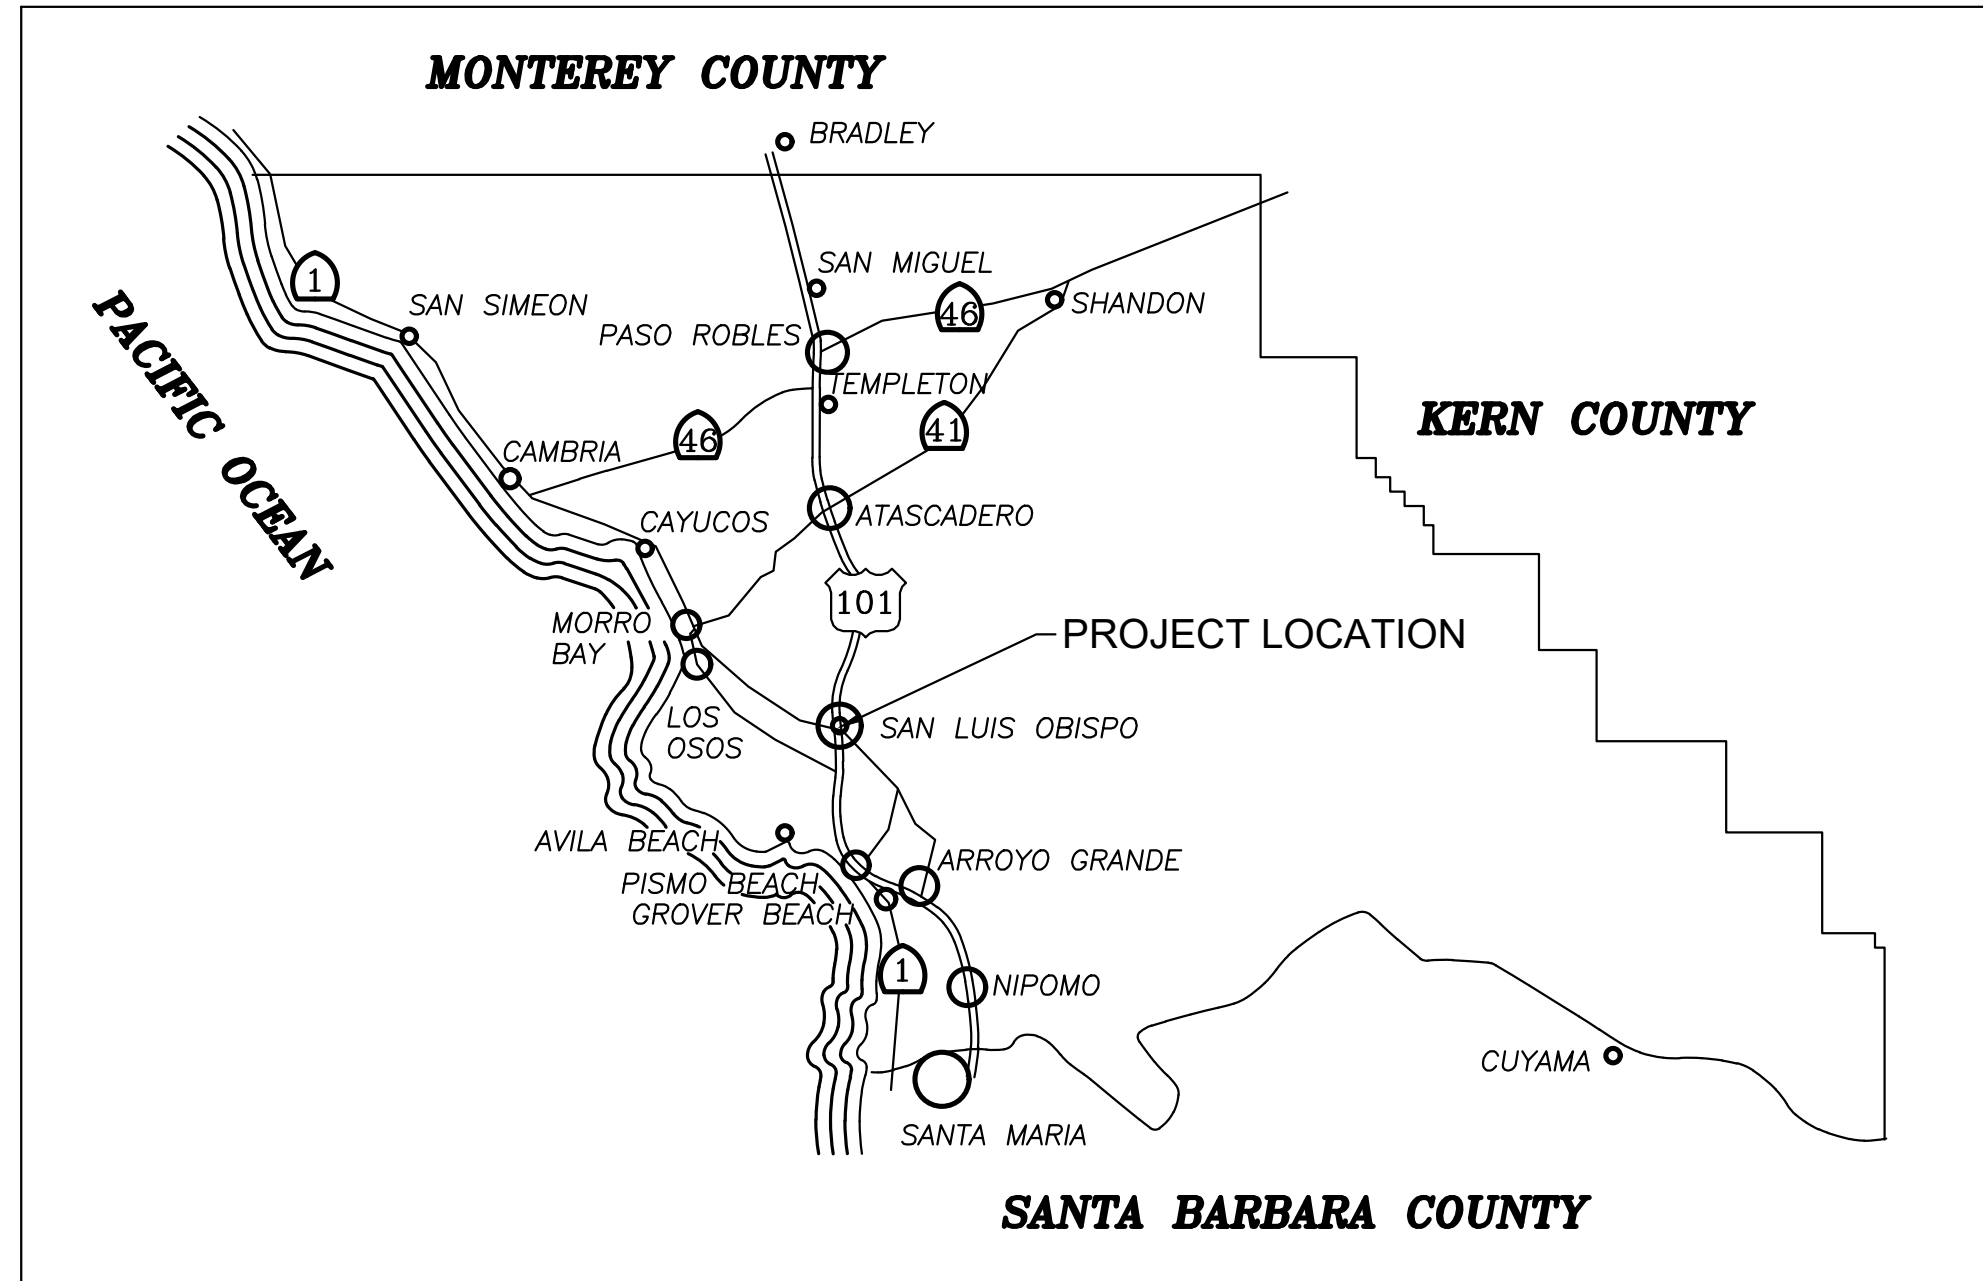 MONTEREY COUNTY
BRADLEY
SAN MIGUEL
1
SAN SIMEON
46
SHANDON
PASO ROBLES
TEMPLETON
PACIFIC OCEAN
46
41
KERN COUNTY
CAMBRIA
CAYUCOS
ATASCADERO
101
MORRO
BAY
PROJECT LOCATION
LOS
OSOS
SAN LUIS OBISPO
AVILA BEACH
ARROYO GRANDE
PISMO BEACH
GROVER BEACH
1
NIPOMO
CUYAMA
SANTA MARIA
SANTA BARBARA COUNTY